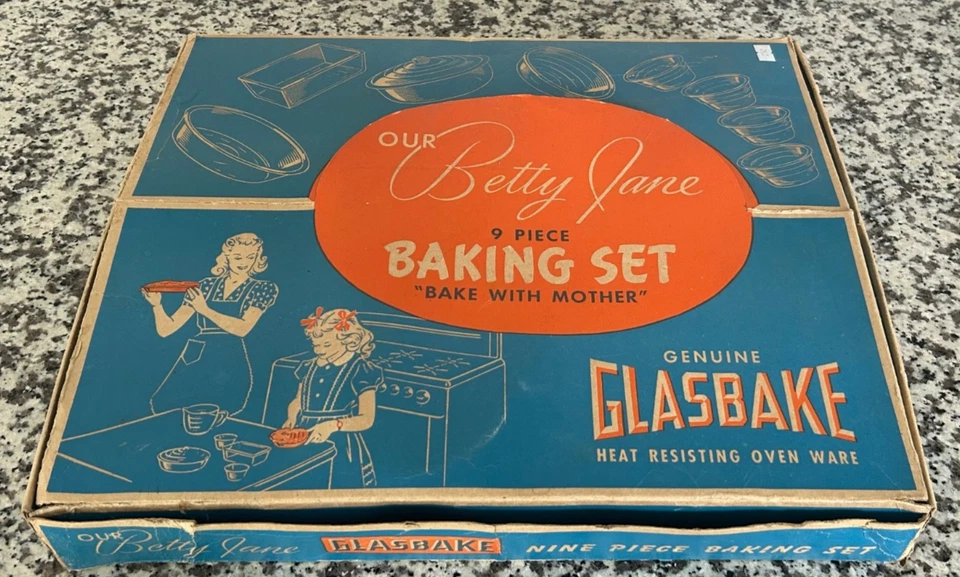 OUR
Betty Jane
9 PIECE
BAKING SET
"BAKE WITH MOTHER"
GENUINE
GLASBAKE
HEAT RESISTING OVEN WARE
OUR Betty Jane GLASBAKE NINE PIECE BAKING SET